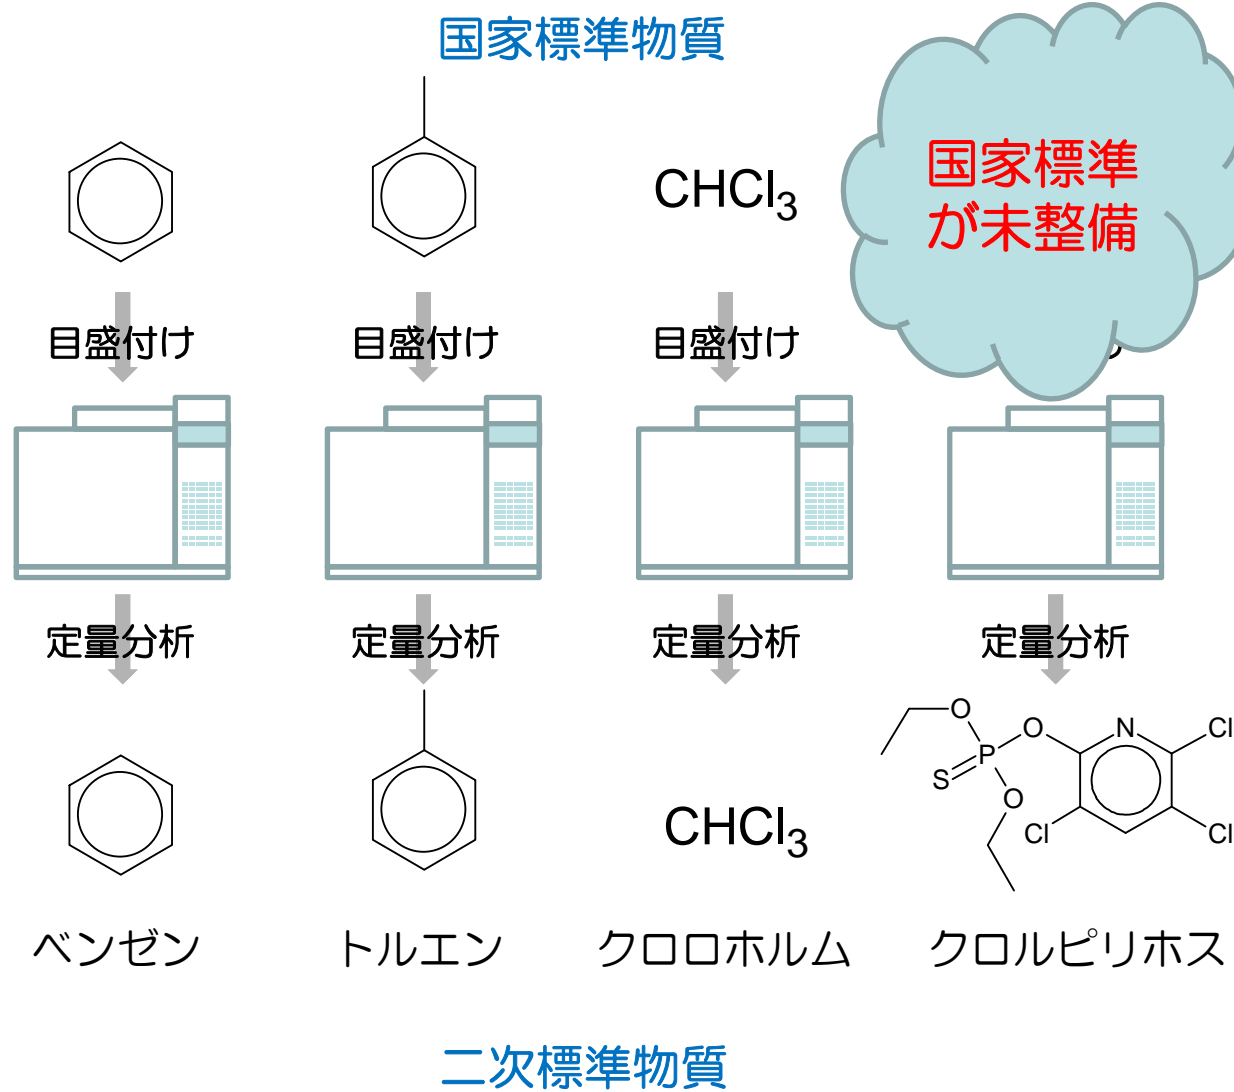 国家標準物質
国家標準
が未整備
CHCl3
目盛付け 目盛付け 目盛付け
定量分析 定量分析 定量分析 定量分析
CHCl3
O
O
N
Cl
P
S
O
Cl
Cl
ベンゼン トルエン クロロホルム クロルピリホス
二次標準物質